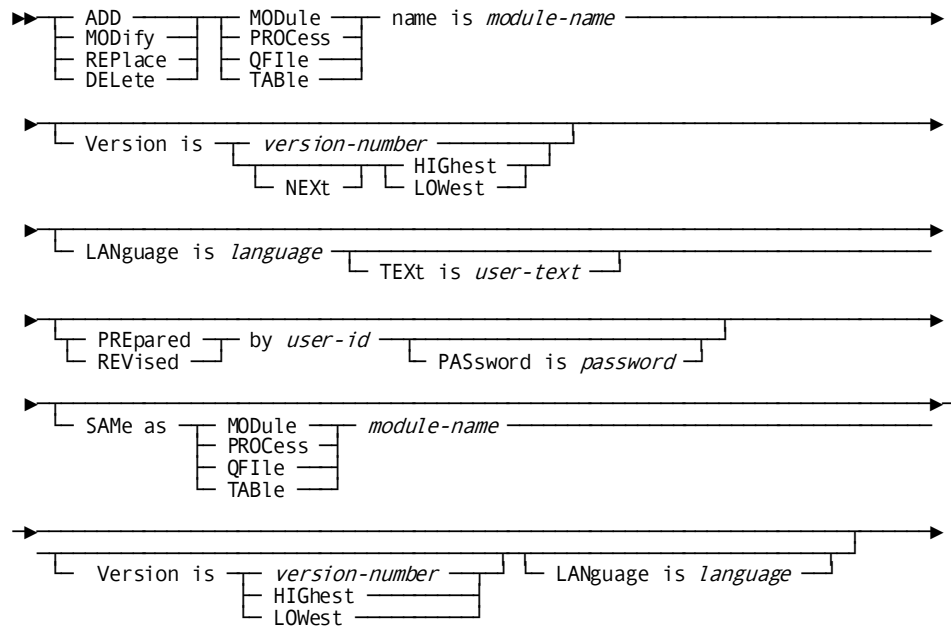 ADD MODule name is module-name
MODify PROCess
REPlace QFIle
DELete TABle
Version is version-number
HIGhest
NEXt LOWest
LANguage is language
TEXt is user-text
PREpared by user-id
REVised PASsword is password
SAMe as MODule module-name
PROCess
QFIle
TABle
Version is version-number LANguage is language
HIGhest
LOWest